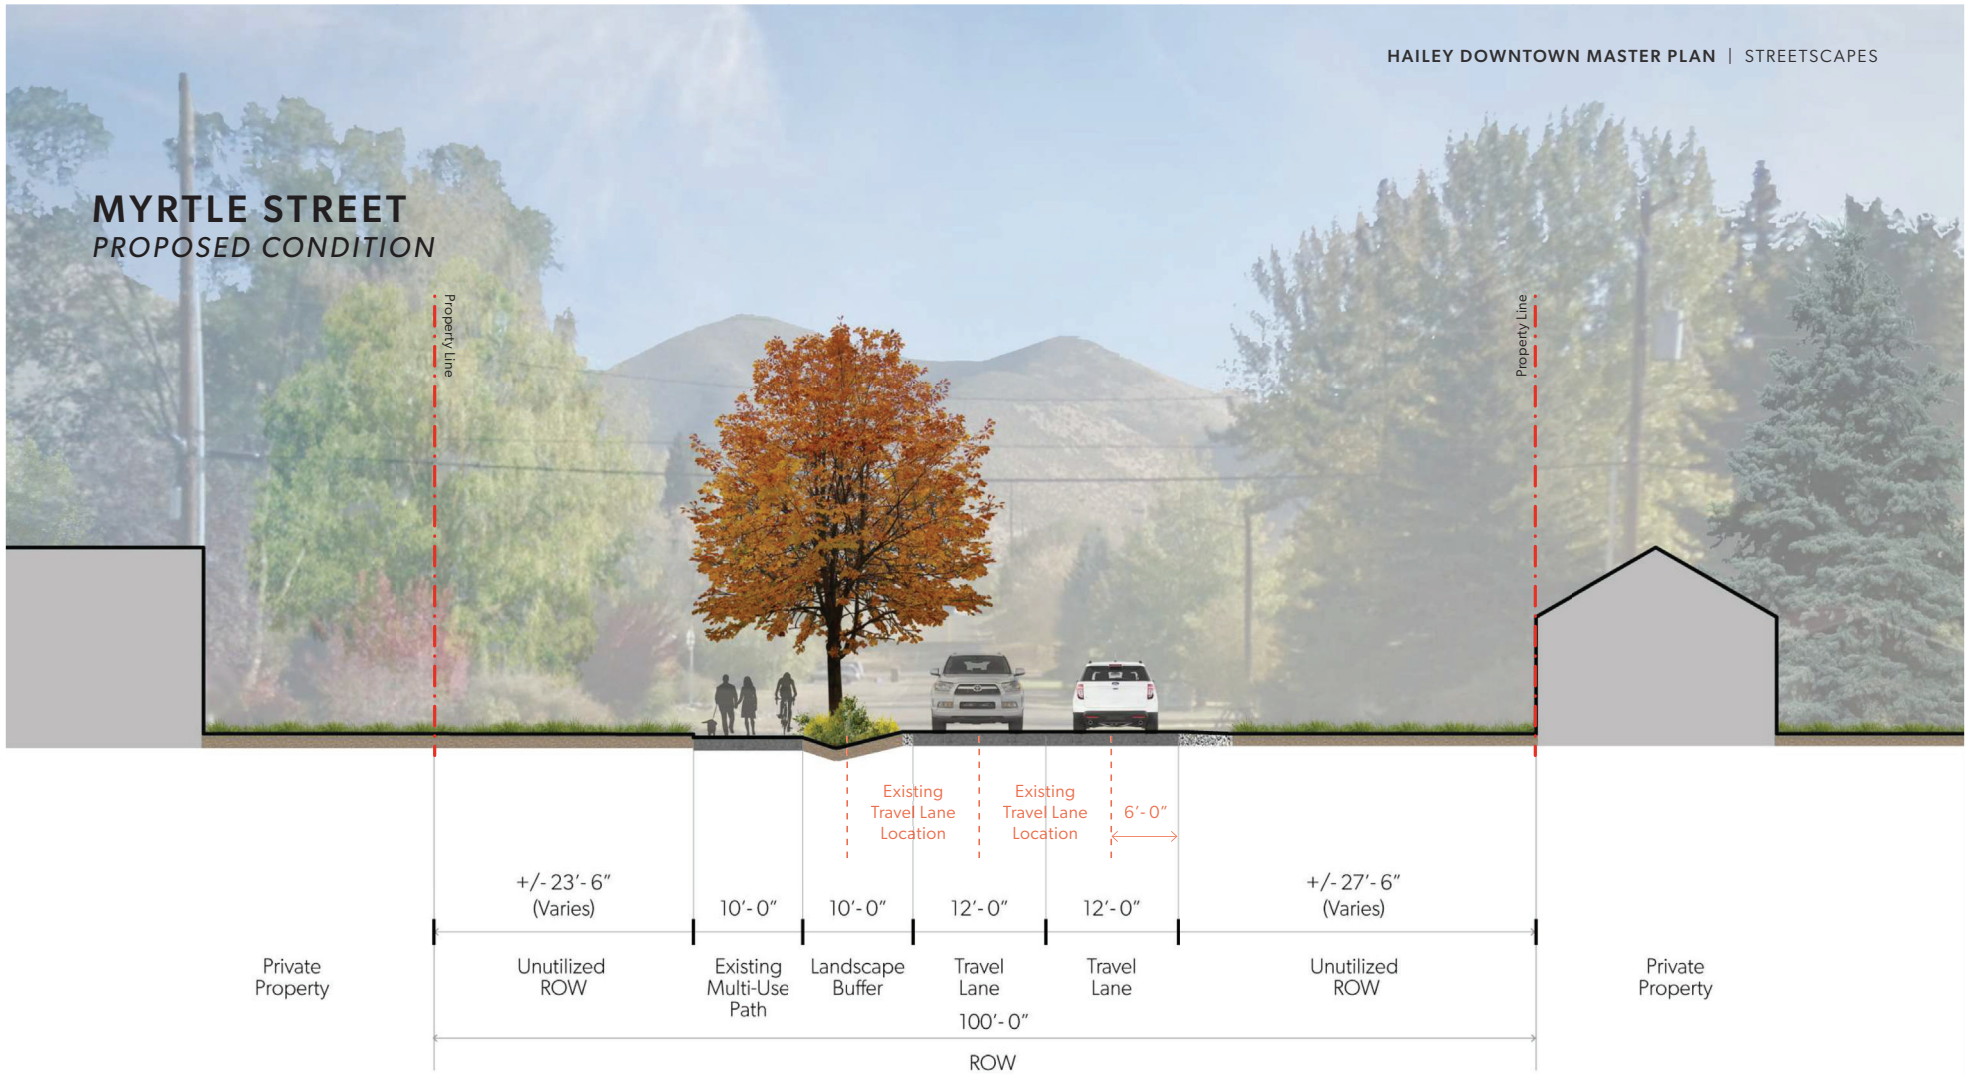 HAILEY DOWNTOWN MASTER PLAN | STREETSCAPES
MYRTLE STREET
PROPOSED CONDITION
Property Line
Property Line
Existing
Travel Lane
Location
Existing
Travel Lane
Location
6'-0"
+/- 23'-6"
(Varies)
10'-0"
10'-0"
12'-0"
12'-0"
+/- 27'-6"
(Varies)
Private
Property
Unutilized
ROW
Existing
Multi-Use
Path
Landscape
Buffer
Travel
Lane
Travel
Lane
Unutilized
ROW
Private
Property
100'-0"
ROW